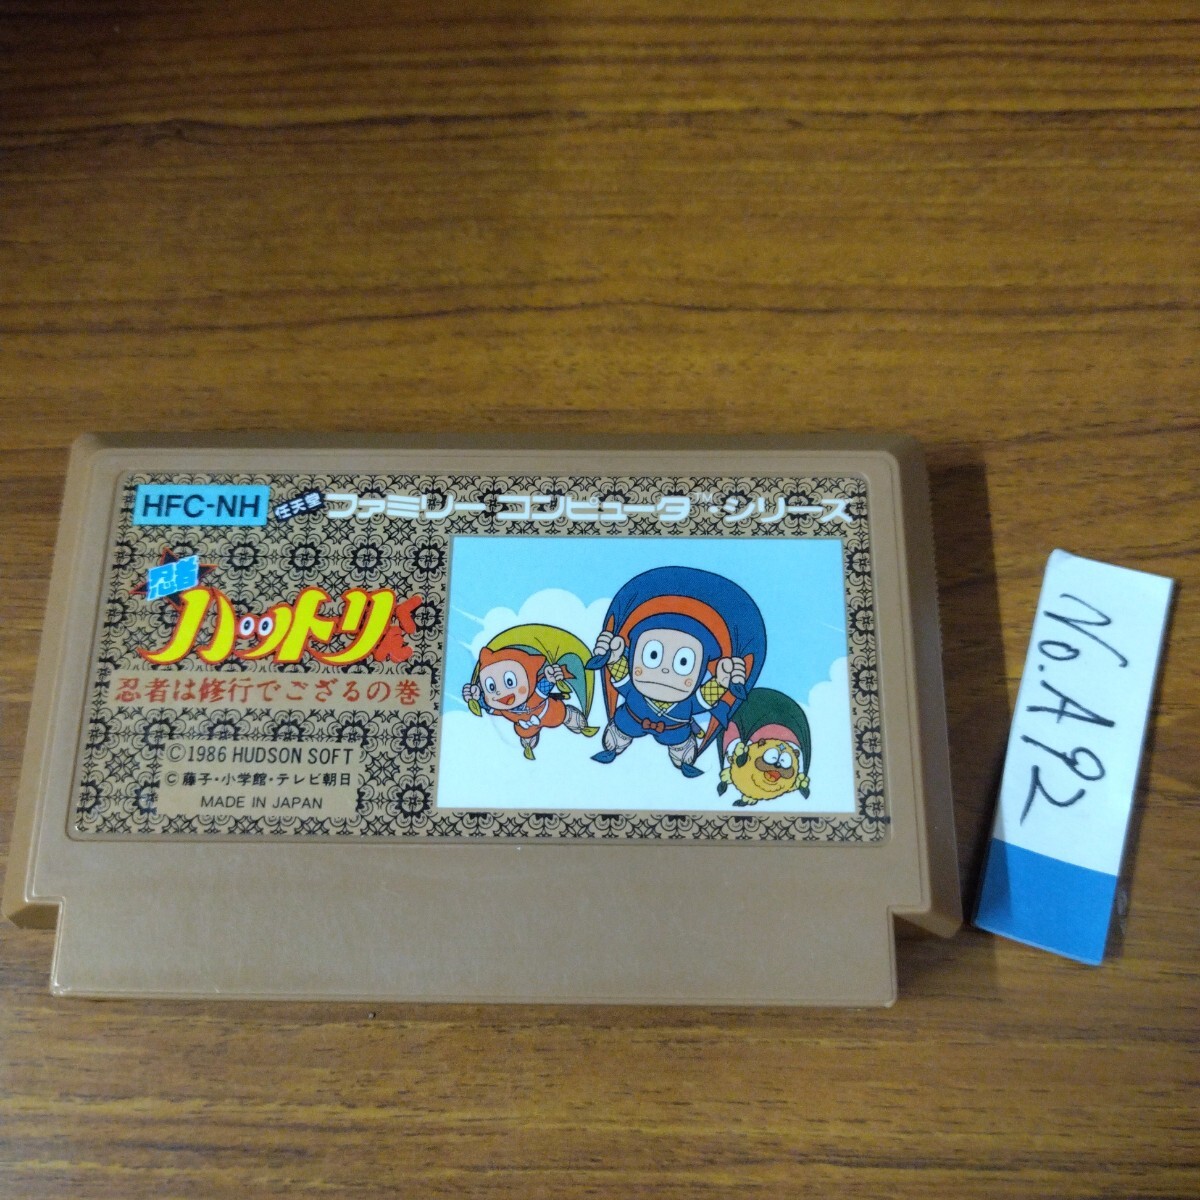 HFC-NH 任天堂 ファミリーコンピュータ™・シリーズ
忍者
ハットリくん
忍者は修行でござるの巻
©1986 HUDSON SOFT
©藤子・小学館・テレビ朝日
MADE IN JAPAN
No.A92